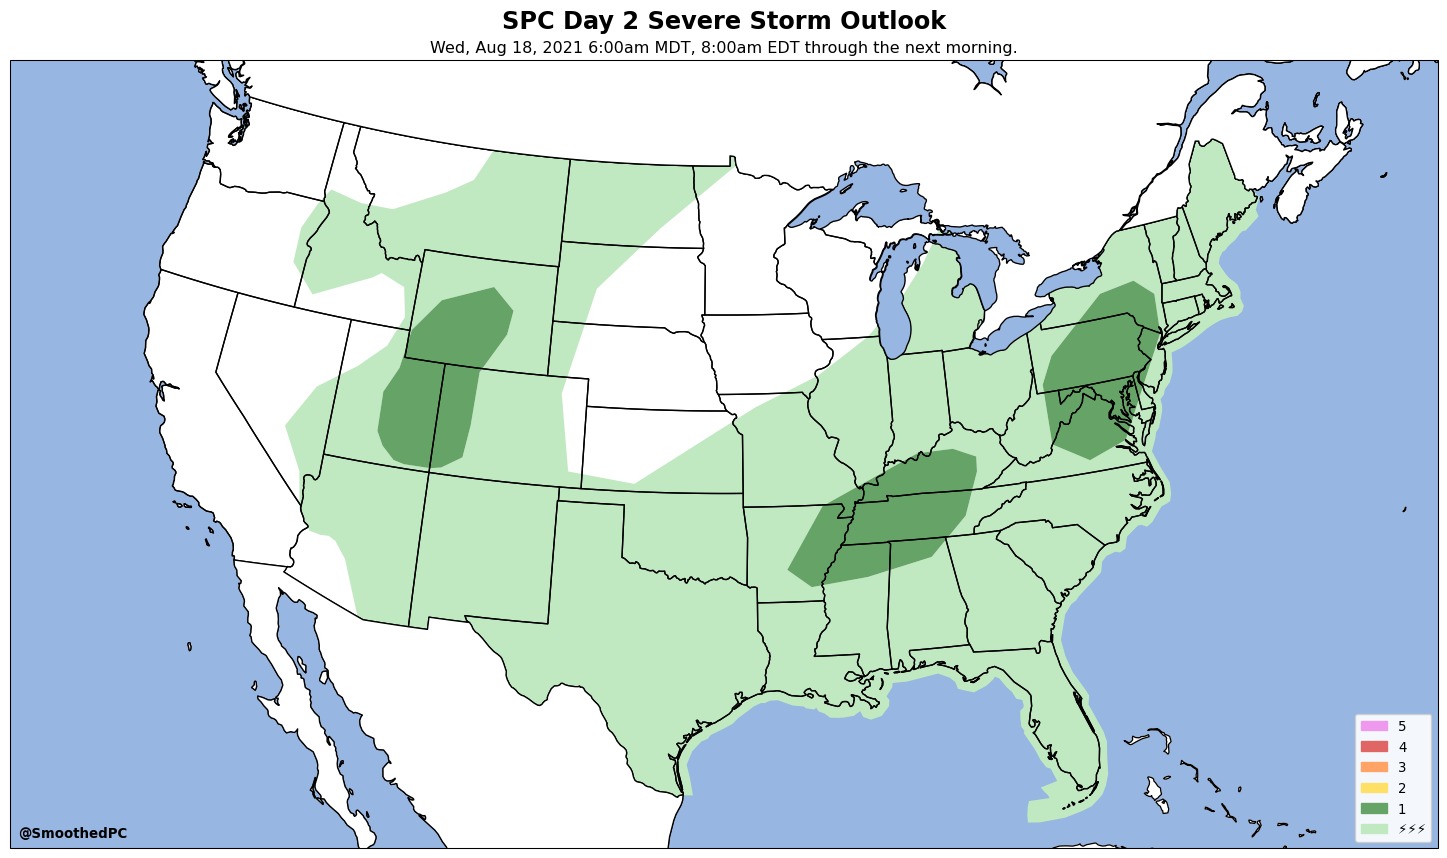 SPC Day 2 Severe Storm Outlook
Wed, Aug 18, 2021 6:00am MDT, 8:00am EDT through the next morning.
5
4
3
2
1
⚡⚡⚡
@SmoothedPC